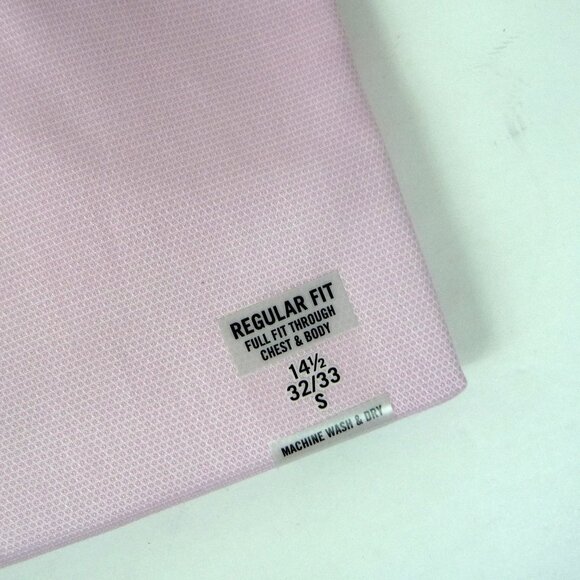 REGULAR FIT
FULL FIT THROUGH
CHEST & BODY
14½
32/33
S
MACHINE WASH & DRY